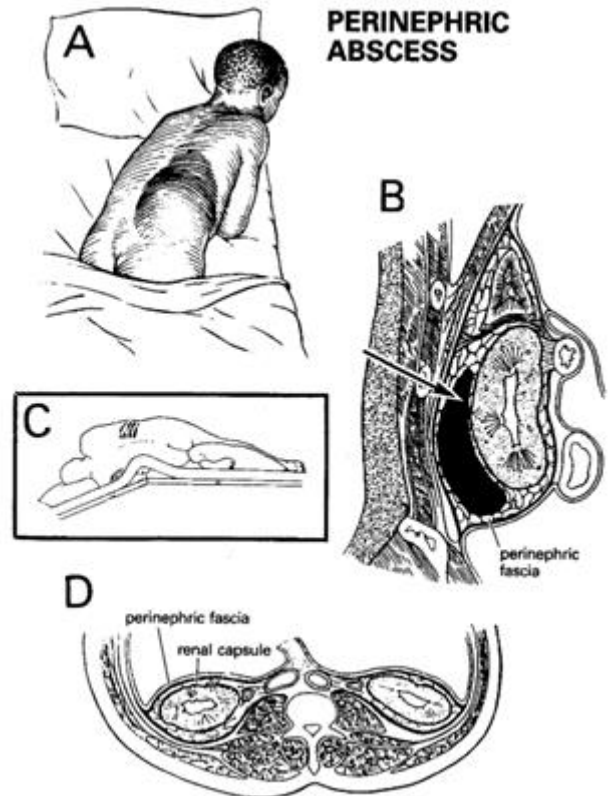 A
PERINEPHRIC
ABSCESS
B
C
perinephric
fascia
D
perinephric fascia
renal capsule